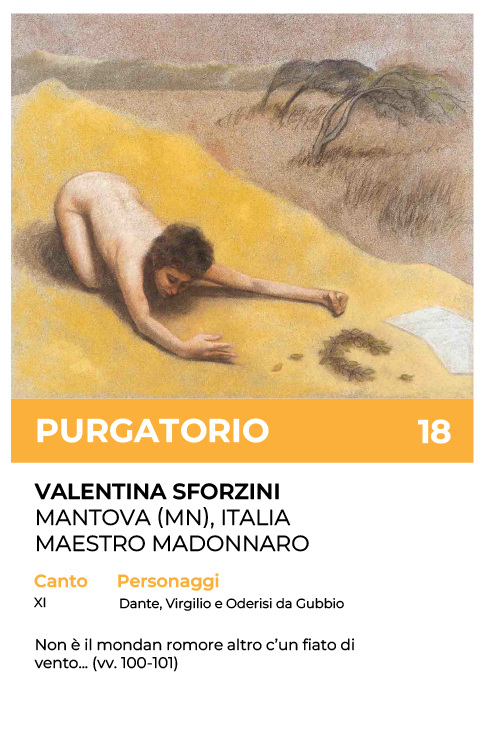 PURGATORIO 18
VALENTINA SFORZINI
MANTOVA (MN), ITALIA
MAESTRO MADONNARO
Canto Personaggi
XI Dante, Virgilio e Oderisi da Gubbio
Non è il mondan romore altro c’un fiato di
vento... (vv. 100-101)